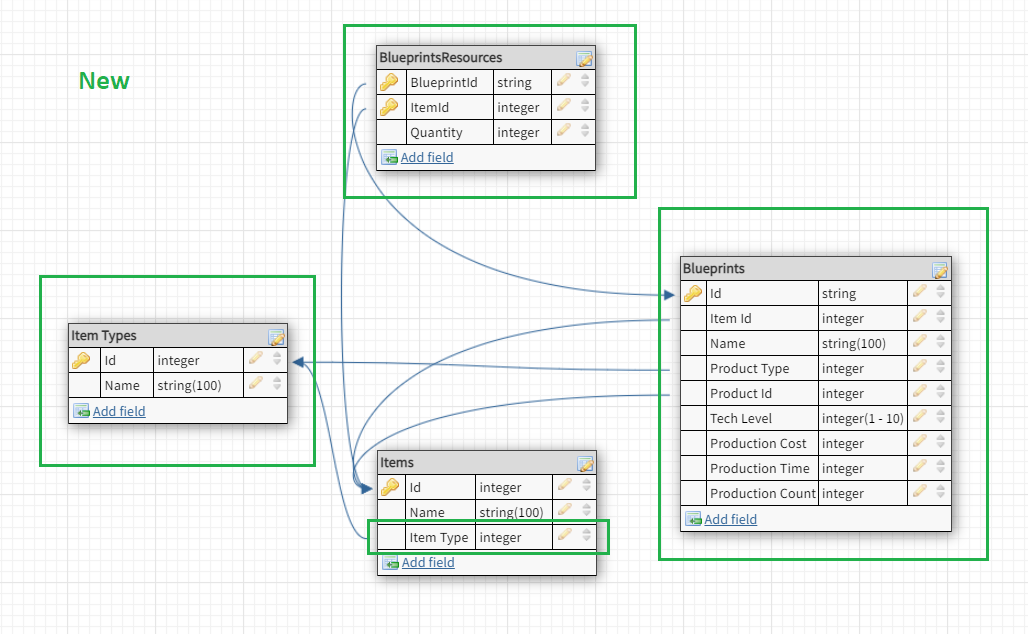 New
BlueprintsResources
BlueprintId string
ItemId integer
Quantity integer
Add field
Blueprints
Id string
Item Id integer
Name string(100)
Product Type integer
Product Id integer
Tech Level integer(1 - 10)
Production Cost integer
Production Time integer
Production Count integer
Add field
Item Types
Id integer
Name string(100)
Add field
Items
Id integer
Name string(100)
Item Type integer
Add field